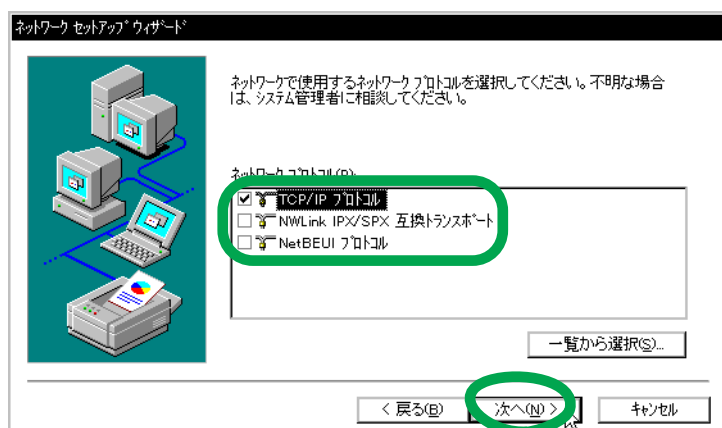 ネットワーク セットアップ ウィザード
ネットワークで使用するネットワーク プロトコルを選択してください。不明な場合
は、システム管理者に相談してください。
ネットワーク プロトコル(P):
TCP/IP プロトコル
NWLink IPX/SPX 互換トランスポート
NetBEUI プロトコル
一覧から選択(S)...
< 戻る(B)
次へ(N) >
キャンセル